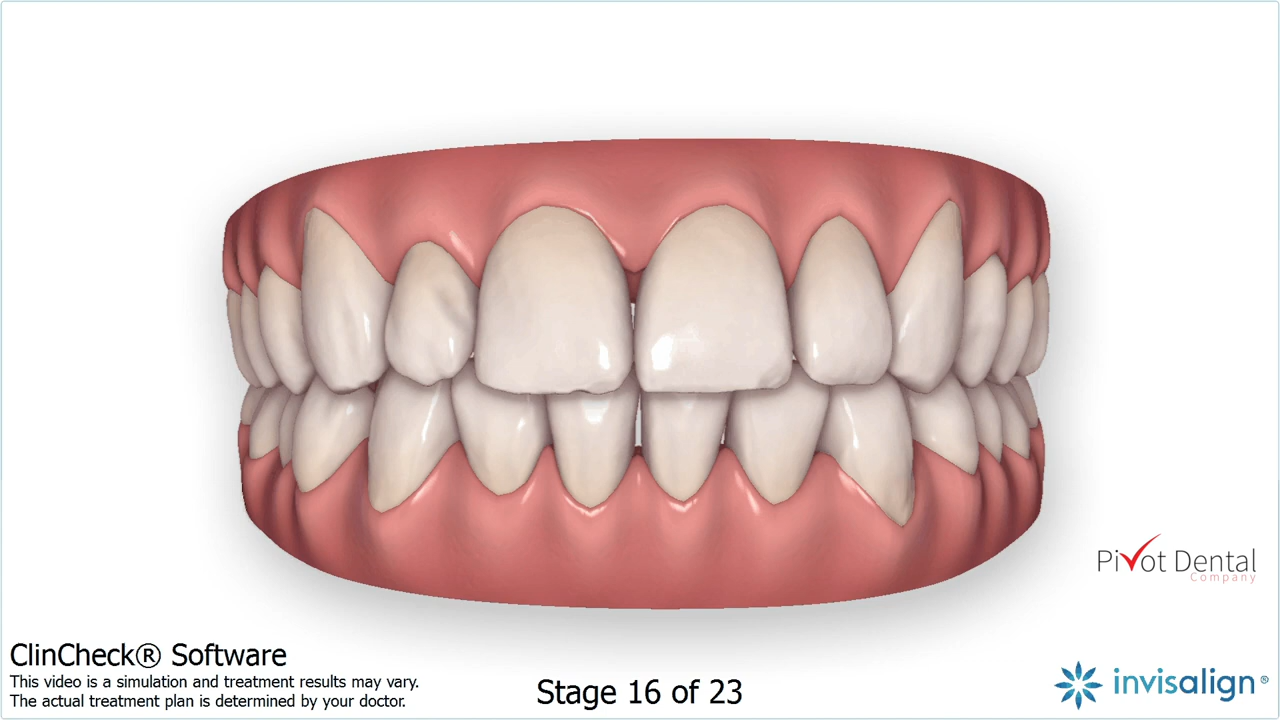 Pivot Dental
Company
ClinCheck® Software
This video is a simulation and treatment results may vary.
The actual treatment plan is determined by your doctor.
Stage 16 of 23
invisalign®